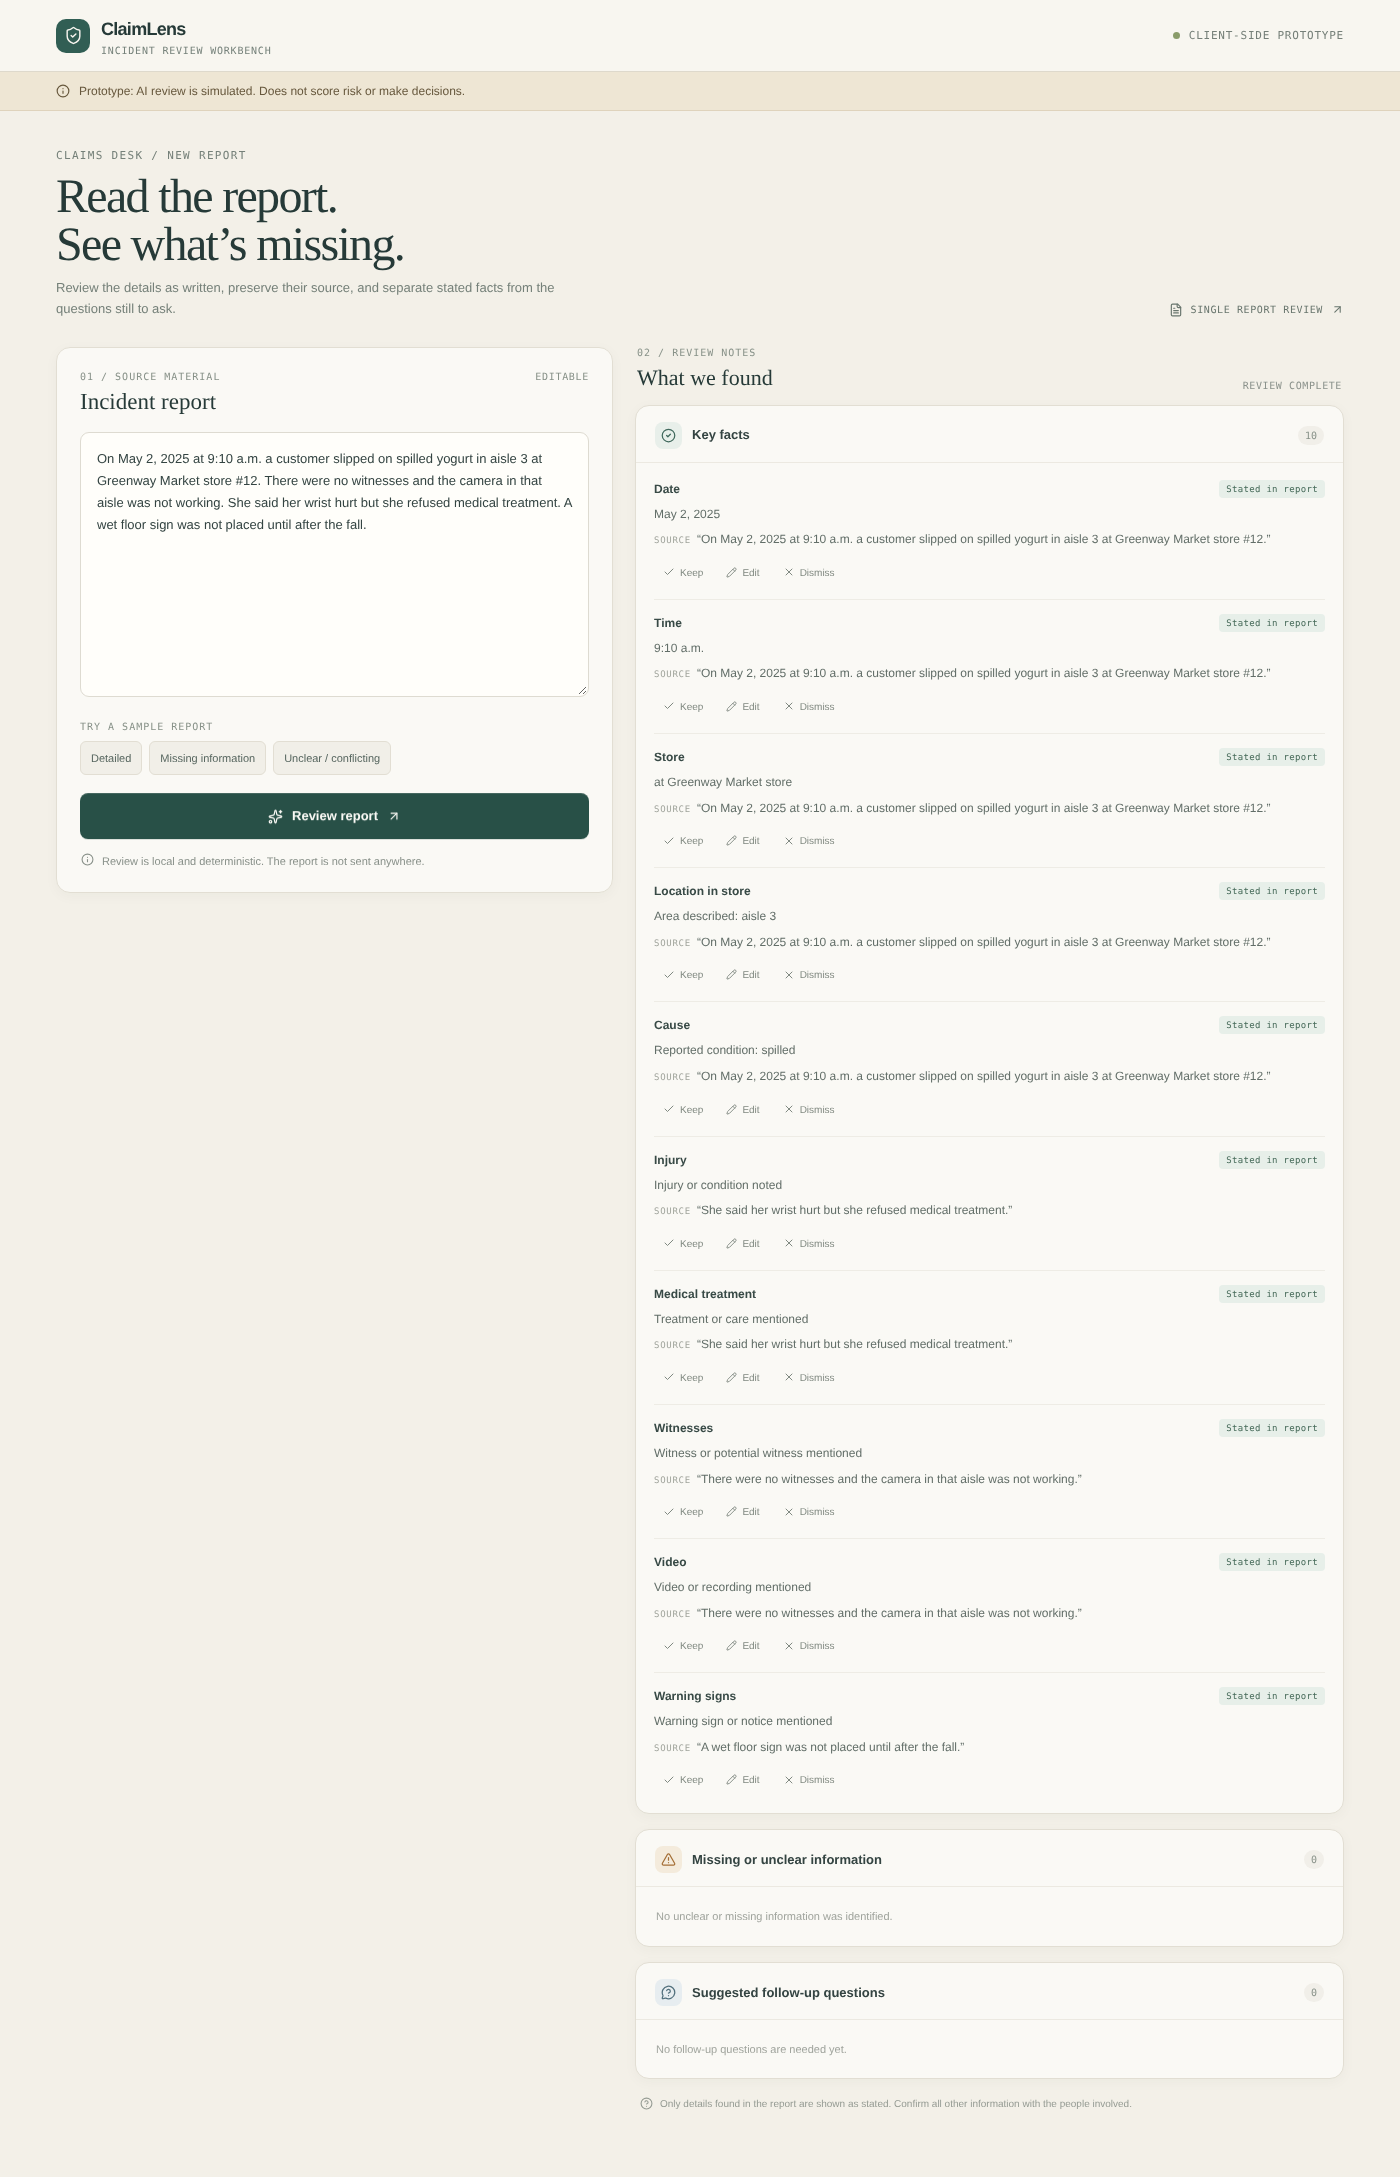 ClaimLens
INCIDENT REVIEW WORKBENCH
CLIENT-SIDE PROTOTYPE
Prototype: AI review is simulated. Does not score risk or make decisions.
CLAIMS DESK / NEW REPORT
Read the report.
See what’s missing.
Review the details as written, preserve their source, and separate stated facts from the
questions still to ask.
SINGLE REPORT REVIEW
01 / SOURCE MATERIAL
EDITABLE
Incident report
On May 2, 2025 at 9:10 a.m. a customer slipped on spilled yogurt in aisle 3 at
Greenway Market store #12. There were no witnesses and the camera in that
aisle was not working. She said her wrist hurt but she refused medical treatment. A
wet floor sign was not placed until after the fall.
TRY A SAMPLE REPORT
Detailed
Missing information
Unclear / conflicting
Review report
Review is local and deterministic. The report is not sent anywhere.
02 / REVIEW NOTES
What we found
REVIEW COMPLETE
Key facts
10
Date
Stated in report
May 2, 2025
SOURCE “On May 2, 2025 at 9:10 a.m. a customer slipped on spilled yogurt in aisle 3 at Greenway Market store #12.”
Keep
Edit
Dismiss
Time
Stated in report
9:10 a.m.
SOURCE “On May 2, 2025 at 9:10 a.m. a customer slipped on spilled yogurt in aisle 3 at Greenway Market store #12.”
Keep
Edit
Dismiss
Store
Stated in report
at Greenway Market store
SOURCE “On May 2, 2025 at 9:10 a.m. a customer slipped on spilled yogurt in aisle 3 at Greenway Market store #12.”
Keep
Edit
Dismiss
Location in store
Stated in report
Area described: aisle 3
SOURCE “On May 2, 2025 at 9:10 a.m. a customer slipped on spilled yogurt in aisle 3 at Greenway Market store #12.”
Keep
Edit
Dismiss
Cause
Stated in report
Reported condition: spilled
SOURCE “On May 2, 2025 at 9:10 a.m. a customer slipped on spilled yogurt in aisle 3 at Greenway Market store #12.”
Keep
Edit
Dismiss
Injury
Stated in report
Injury or condition noted
SOURCE “She said her wrist hurt but she refused medical treatment.”
Keep
Edit
Dismiss
Medical treatment
Stated in report
Treatment or care mentioned
SOURCE “She said her wrist hurt but she refused medical treatment.”
Keep
Edit
Dismiss
Witnesses
Stated in report
Witness or potential witness mentioned
SOURCE “There were no witnesses and the camera in that aisle was not working.”
Keep
Edit
Dismiss
Video
Stated in report
Video or recording mentioned
SOURCE “There were no witnesses and the camera in that aisle was not working.”
Keep
Edit
Dismiss
Warning signs
Stated in report
Warning sign or notice mentioned
SOURCE “A wet floor sign was not placed until after the fall.”
Keep
Edit
Dismiss
Missing or unclear information
0
No unclear or missing information was identified.
Suggested follow-up questions
0
No follow-up questions are needed yet.
Only details found in the report are shown as stated. Confirm all other information with the people involved.